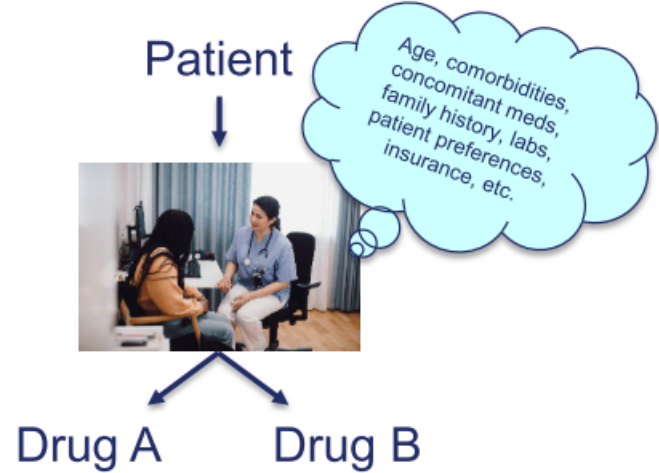 Patient
Age, comorbidities,
concomitant meds,
family history, labs,
patient preferences,
insurance, etc.
Drug A
Drug B